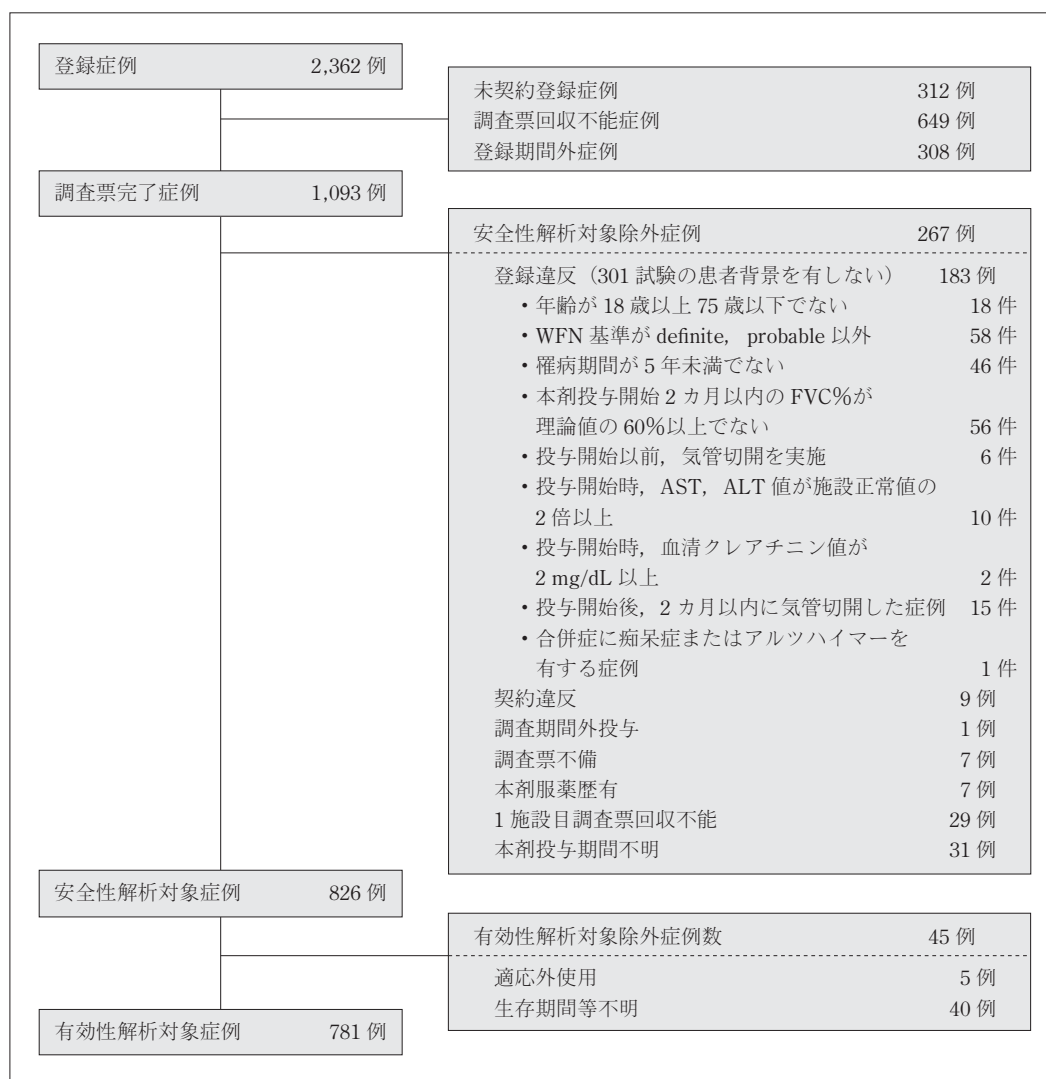 登録症例 2,362 例
未契約登録症例 312 例
調査票回収不能症例 649 例
登録期間外症例 308 例
調査票完了症例 1,093 例
安全性解析対象除外症例 267 例
登録違反（301 試験の患者背景を有しない） 183 例
・年齢が 18 歳以上 75 歳以下でない 18 件
・WFN 基準が definite，probable 以外 58 件
・罹病期間が 5 年未満でない 46 件
・本剤投与開始 2 カ月以内の FVC％が
理論値の 60％以上でない 56 件
・投与開始以前，気管切開を実施 6 件
・投与開始時，AST，ALT 値が施設正常値の
2 倍以上 10 件
・投与開始時，血清クレアチニン値が
2 mg/dL 以上 2 件
・投与開始後，2 カ月以内に気管切開した症例 15 件
・合併症に痴呆症またはアルツハイマーを
有する症例 1 件
契約違反 9 例
調査期間外投与 1 例
調査票不備 7 例
本剤服薬歴有 7 例
1 施設目調査票回収不能 29 例
本剤投与期間不明 31 例
安全性解析対象症例 826 例
有効性解析対象除外症例数 45 例
適応外使用 5 例
生存期間等不明 40 例
有効性解析対象症例 781 例